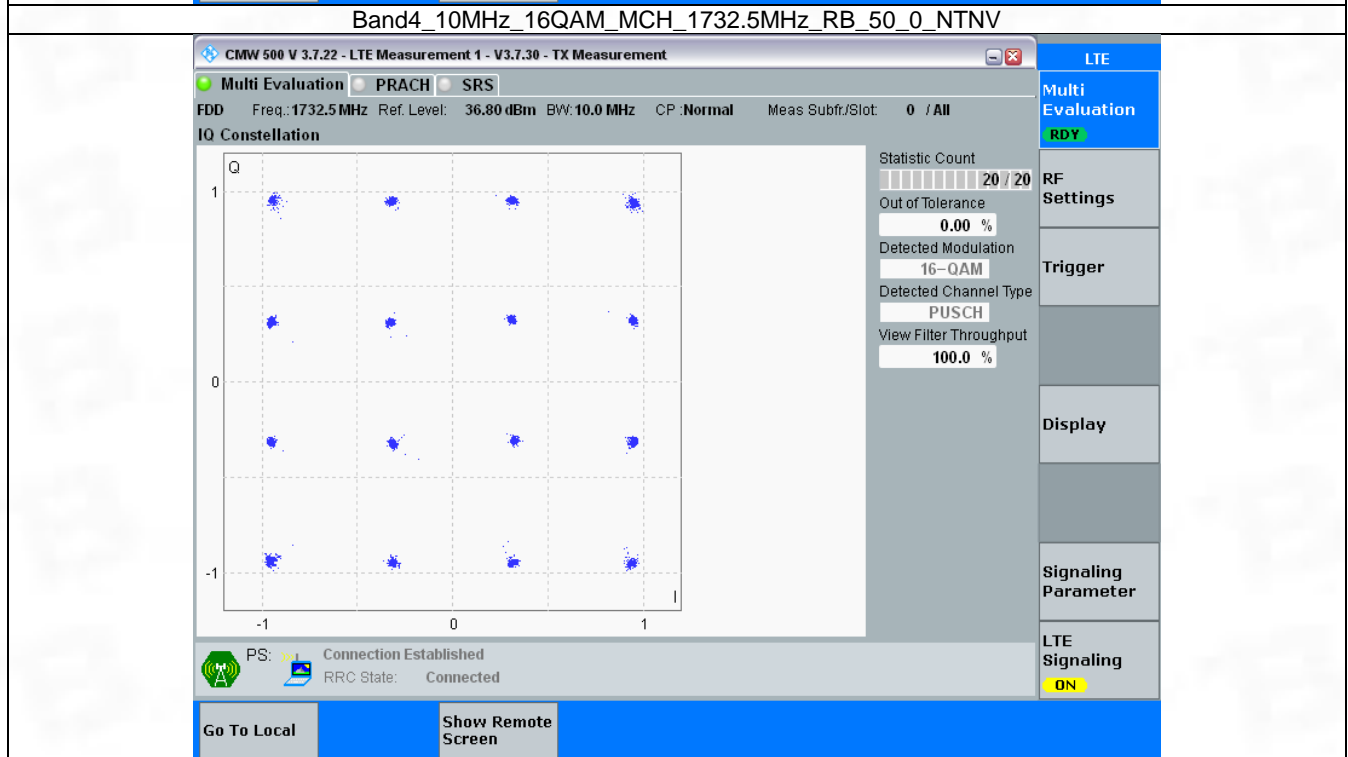 Band4_10MHz_16QAM_MCH_1732.5MHz_RB_50_0_NTNV
CMW 500 V 3.7.22 - LTE Measurement 1 - V3.7.30 - TX Measurement
LTE
Multi Evaluation PRACH SRS
Multi
Evaluation
RDY
FDD Freq.:1732.5 MHz Ref. Level: 36.80 dBm BW:10.0 MHz CP :Normal Meas Subfr./Slot: 0 / All
IQ Constellation
Q
1
0
-1
I
-1 0 1
Statistic Count
20 / 20
Out of Tolerance
0.00 %
Detected Modulation
16-QAM
Detected Channel Type
PUSCH
View Filter Throughput
100.0 %
RF
Settings
Trigger
Display
Signaling
Parameter
LTE
Signaling
ON
PS: Connection Established
RRC State: Connected
Go To Local
Show Remote
Screen